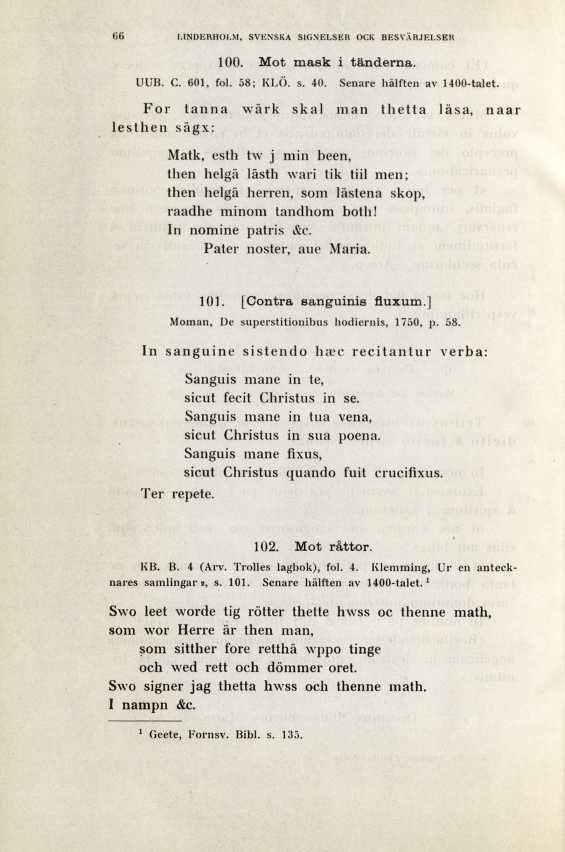 66 LINDERHOLM, SVENSKA SIGNELSER OCK BESVÄRJELSER
100. Mot mask i tänderna.
UUB. C. 601, fol. 58; KLÖ. s. 40. Senare hälften av 1400-talet.
For tanna wärk skal man thetta läsa, naar
lesthen sägx:
Matk, esth tw j min been,
then helgä lästh wari tik tiil men;
then helgä herren, som lästena skop,
raadhe minom tandhom both!
In nomine patris &c.
Pater noster, aue Maria.
101. [Contra sanguinis fluxum.]
Moman, De superstitionibus hodiernis, 1750, p. 58.
In sanguine sistendo hæc recitantur verba:
Sanguis mane in te,
sicut fecit Christus in se.
Sanguis mane in tua vena,
sicut Christus in sua poena.
Sanguis mane fixus,
sicut Christus quando fuit crucifixus.
Ter repete.
102. Mot råttor.
KB. B. 4 (Arv. Trolles lagbok), fol. 4. Klemming, Ur en anteck-
nares samlingar 2, s. 101. Senare hälften av 1400-talet.¹
Swo leet worde tig rötter thette hwss oc thenne math,
som wor Herre är then man,
som sitther fore retthä wppo tinge
och wed rett och dömmer oret.
Swo signer jag thetta hwss och thenne math.
I nampn &c.
¹ Geete, Fornsv. Bibl. s. 135.